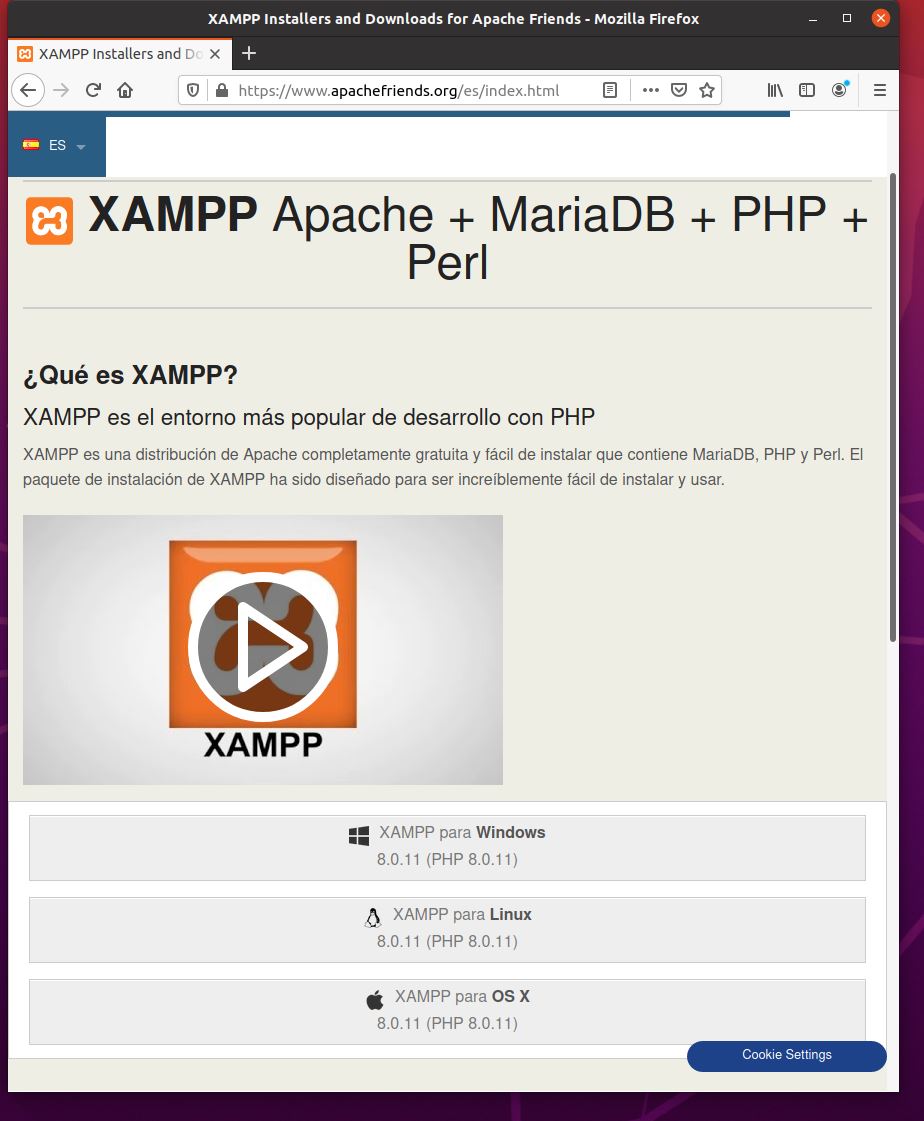 XAMPP Installers and Downloads for Apache Friends - Mozilla Firefox
XAMPP Installers and Do
https://www.apachefriends.org/es/index.html
ES
XAMPP Apache + MariaDB + PHP +
Perl
¿Qué es XAMPP?
XAMPP es el entorno más popular de desarrollo con PHP
XAMPP es una distribución de Apache completamente gratuita y fácil de instalar que contiene MariaDB, PHP y Perl. El
paquete de instalación de XAMPP ha sido diseñado para ser increíblemente fácil de instalar y usar.
XAMPP
XAMPP para Windows
8.0.11 (PHP 8.0.11)
XAMPP para Linux
8.0.11 (PHP 8.0.11)
XAMPP para OS X
8.0.11 (PHP 8.0.11)
Cookie Settings